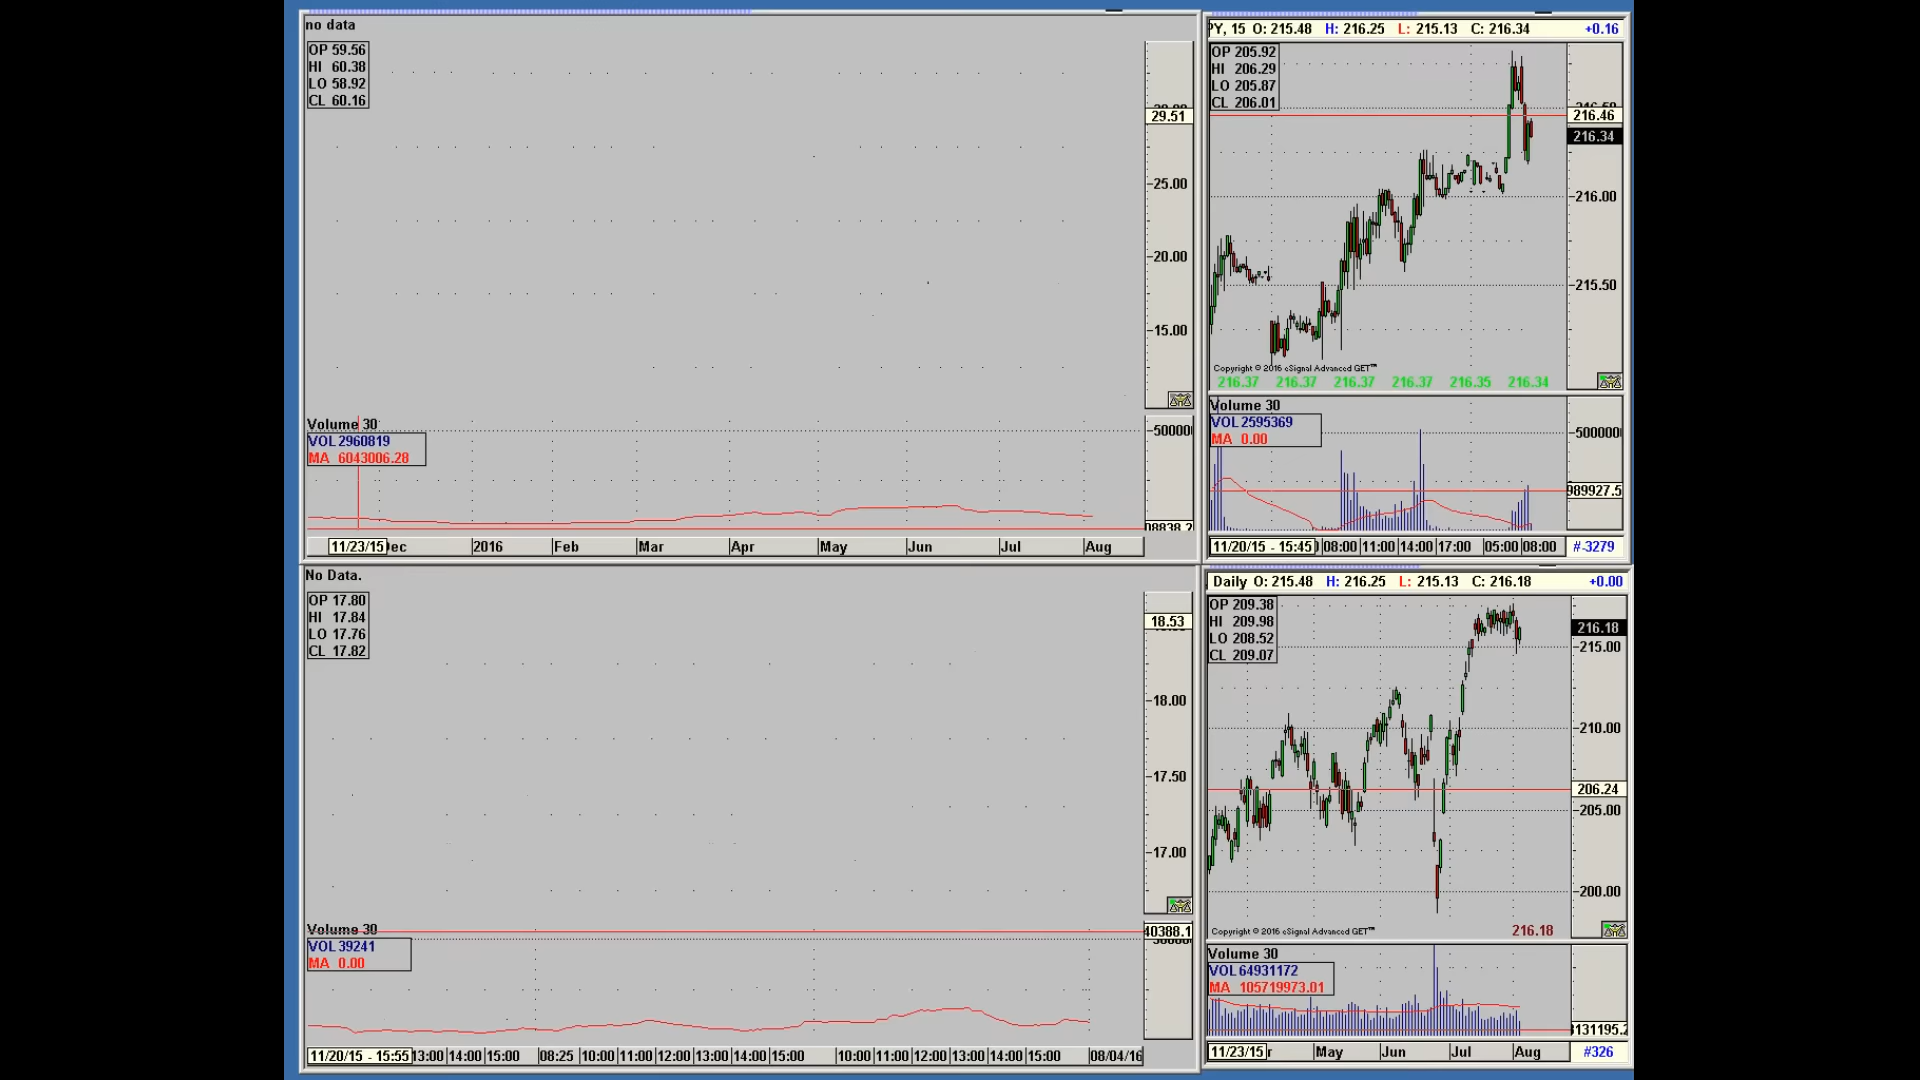 no data
OP 59.56
HI 60.38
LO 58.92
CL 60.16
29.51
25.00
20.00
15.00
Volume 30
VOL 2960819
MA 6043006.28
11/23/15 Dec 2016 Feb Mar Apr May Jun Jul Aug
PY, 15 O: 215.48 H: 216.25 L: 215.13 C: 216.34 +0.16
OP 205.92
HI 206.29
LO 205.87
CL 206.01
216.46
216.34
216.00
215.50
Copyright © 2016 eSignal Advanced GET™
216.37 216.37 216.37 216.37 216.35 216.34
Volume 30
VOL 2595369
MA 0.00
500000
989927.5
11/20/15 - 15:45 08:00 11:00 14:00 17:00 05:00 08:00 #-3279
No Data.
OP 17.80
HI 17.84
LO 17.76
CL 17.82
18.53
18.00
17.50
17.00
Volume 30
VOL 39241
MA 0.00
40388.1
11/20/15 - 15:55 13:00 14:00 15:00 08:25 10:00 11:00 12:00 13:00 14:00 15:00 10:00 11:00 12:00 13:00 14:00 15:00 08/04/16
Daily O: 215.48 H: 216.25 L: 215.13 C: 216.18 +0.00
OP 209.38
HI 209.98
LO 208.52
CL 209.07
216.18
215.00
210.00
206.24
205.00
200.00
Copyright © 2016 eSignal Advanced GET™
216.18
Volume 30
VOL 64931172
MA 105719973.01
11/23/15 May Jun Jul Aug #326